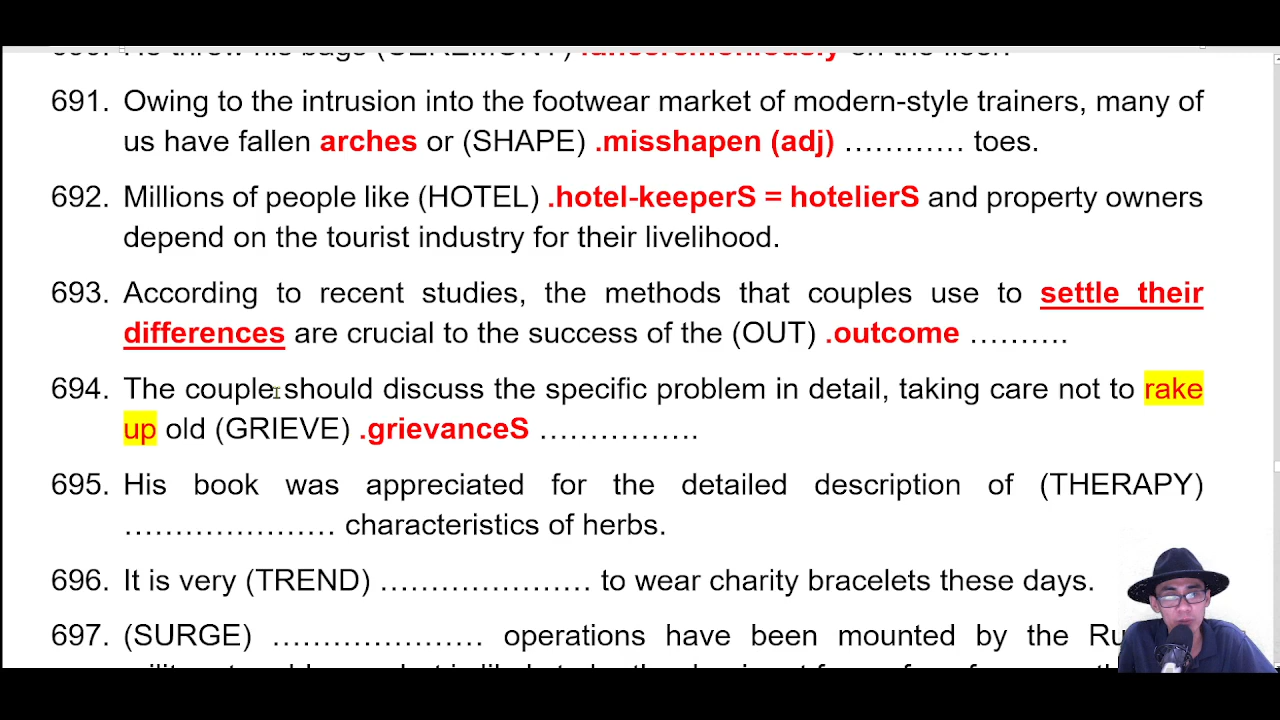 691. Owing to the intrusion into the footwear market of modern-style trainers, many of
us have fallen arches or (SHAPE) .misshapen (adj) ………… toes.
692. Millions of people like (HOTEL) .hotel-keeperS = hotelierS and property owners
depend on the tourist industry for their livelihood.
693. According to recent studies, the methods that couples use to settle their
differences are crucial to the success of the (OUT) .outcome ……….
694. The couple should discuss the specific problem in detail, taking care not to rake
up old (GRIEVE) .grievanceS …………….
695. His book was appreciated for the detailed description of (THERAPY)
………………… characteristics of herbs.
696. It is very (TREND) ………………… to wear charity bracelets these days.
697. (SURGE) ………………… operations have been mounted by the